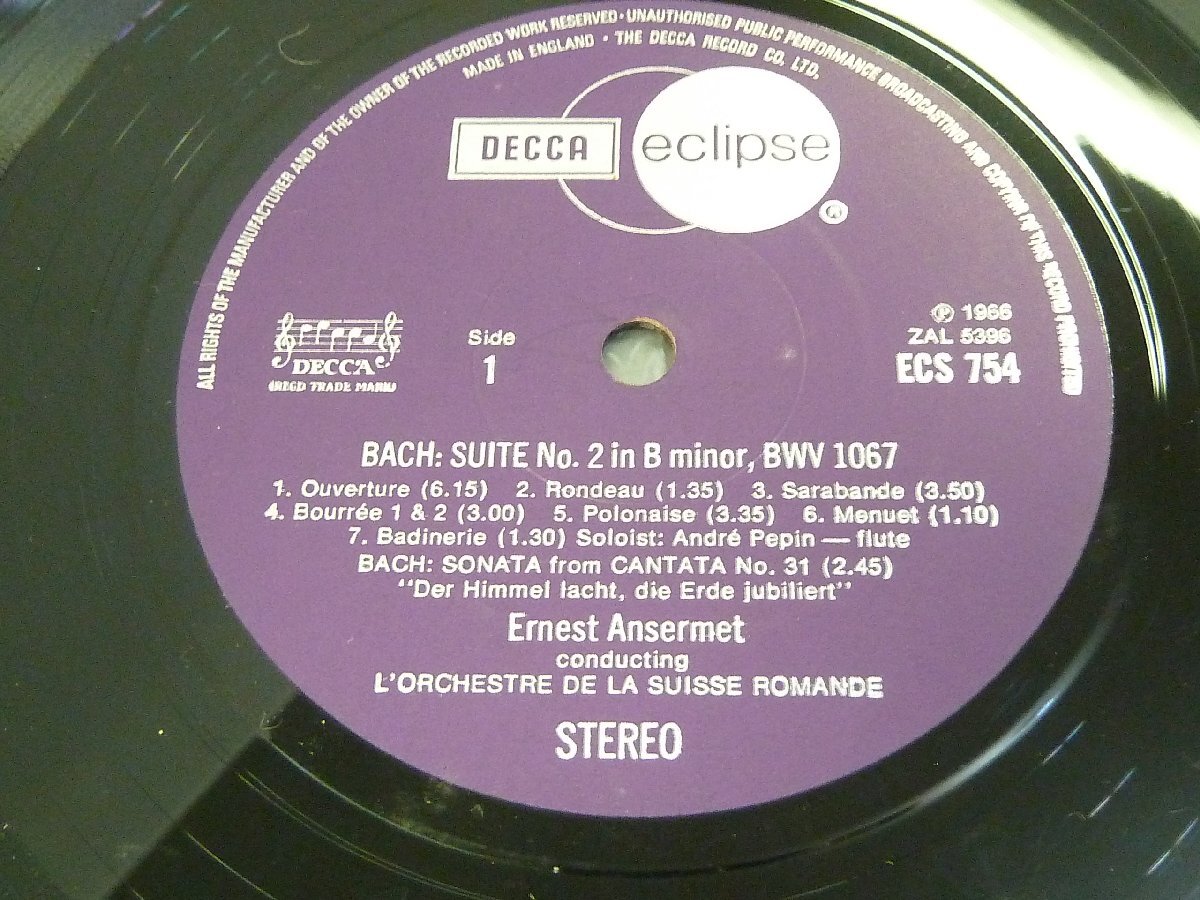 ALL RIGHTS OF THE MANUFACTURER AND OF THE OWNER OF THE RECORDED WORK RESERVED · UNAUTHORISED PUBLIC PERFORMANCE BROADCASTING AND COPYING OF THIS RECORD PROHIBITED
MADE IN ENGLAND · THE DECCA RECORD CO. LTD.
DECCA eclipse
®
℗ 1966
ZAL 5396
ECS 754
DECCA
(REGD TRADE MARK)
Side
1
BACH: SUITE No. 2 in B minor, BWV 1067
1. Ouverture (6.15) 2. Rondeau (1.35) 3. Sarabande (3.50)
4. Bourrée 1 & 2 (3.00) 5. Polonaise (3.35) 6. Menuet (1.10)
7. Badinerie (1.30) Soloist: André Pepin — flute
BACH: SONATA from CANTATA No. 31 (2.45)
"Der Himmel lacht, die Erde jubiliert"
Ernest Ansermet
conducting
L'ORCHESTRE DE LA SUISSE ROMANDE
STEREO